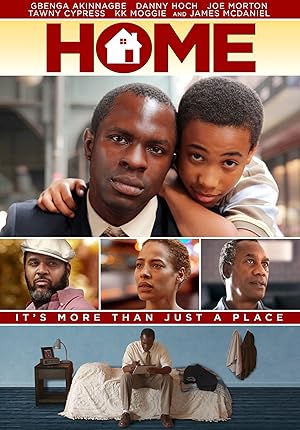 GBENGA AKINNAGBE DANNY HOCH JOE MORTON
TAWNY CYPRESS KK MOGGIE AND JAMES MCDANIEL
HOME
IT'S MORE THAN JUST A PLACE